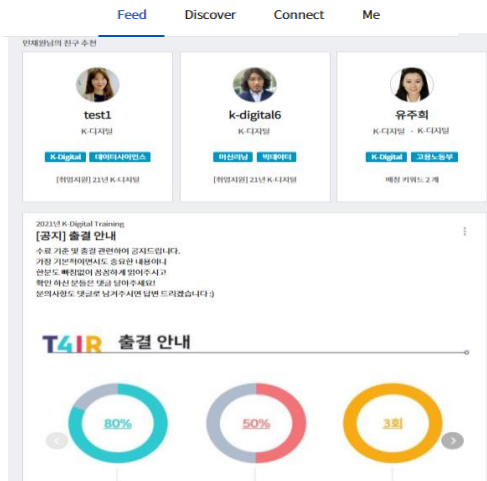 Feed Discover Connect Me
민재원님의 친구 추천
test1 k-digital6 유주희
K-디지털 K-디지털 K-디지털 · K-디지털
K-Digital 데이터사이언스 머신러닝 빅데이터 K-Digital 고용노동부
[취업지원] 21년 K-디지털 [취업지원] 21년 K-디지털 매칭 키워드 2 개
2021년 K-Digital Training
[공지] 출결 안내
수료 기준 및 출결 관련하여 공지드립니다.
가장 기본적이면서도 중요한 내용이니
한분도 빠짐없이 꼼꼼하게 읽어주시고
확인 하신 분들은 댓글 달아주세요!
문의사항도 댓글로 남겨주시면 답변 드리겠습니다 :)
T4IR 출결 안내
80% 50% 3회